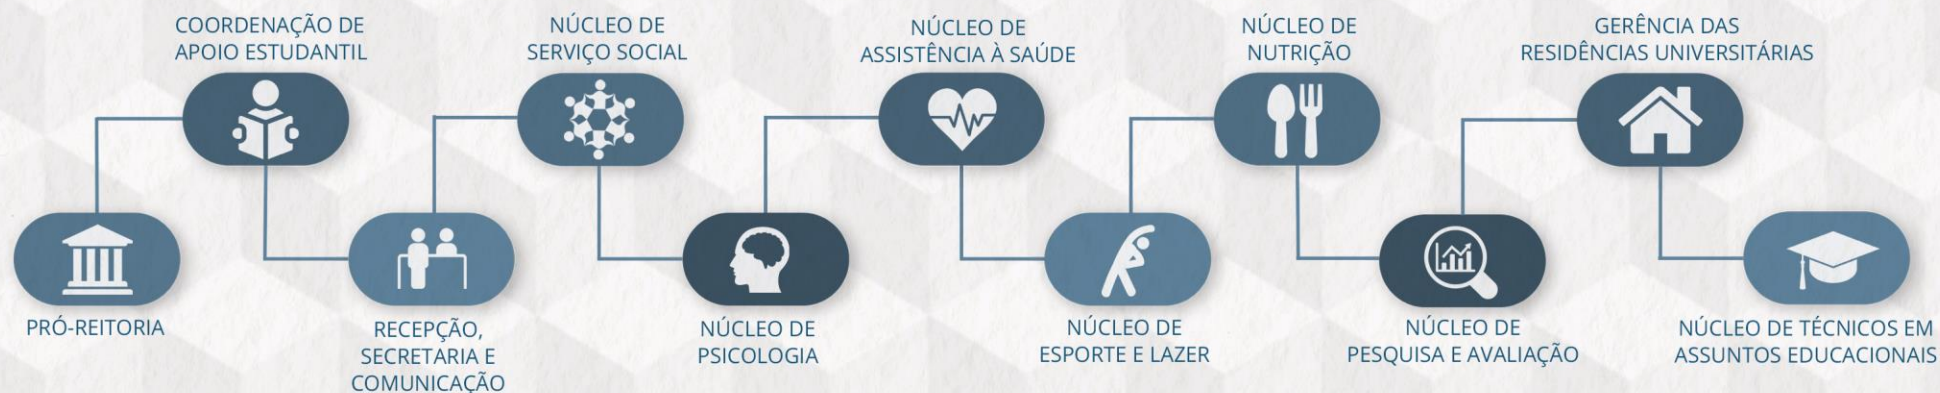 COORDENAÇÃO DE
APOIO ESTUDANTIL
NÚCLEO DE
SERVIÇO SOCIAL
NÚCLEO DE
ASSISTÊNCIA À SAÚDE
NÚCLEO DE
NUTRIÇÃO
GERÊNCIA DAS
RESIDÊNCIAS UNIVERSITÁRIAS
PRÓ-REITORIA
RECEPÇÃO,
SECRETARIA E
COMUNICAÇÃO
NÚCLEO DE
PSICOLOGIA
NÚCLEO DE
ESPORTE E LAZER
NÚCLEO DE
PESQUISA E AVALIAÇÃO
NÚCLEO DE TÉCNICOS EM
ASSUNTOS EDUCACIONAIS